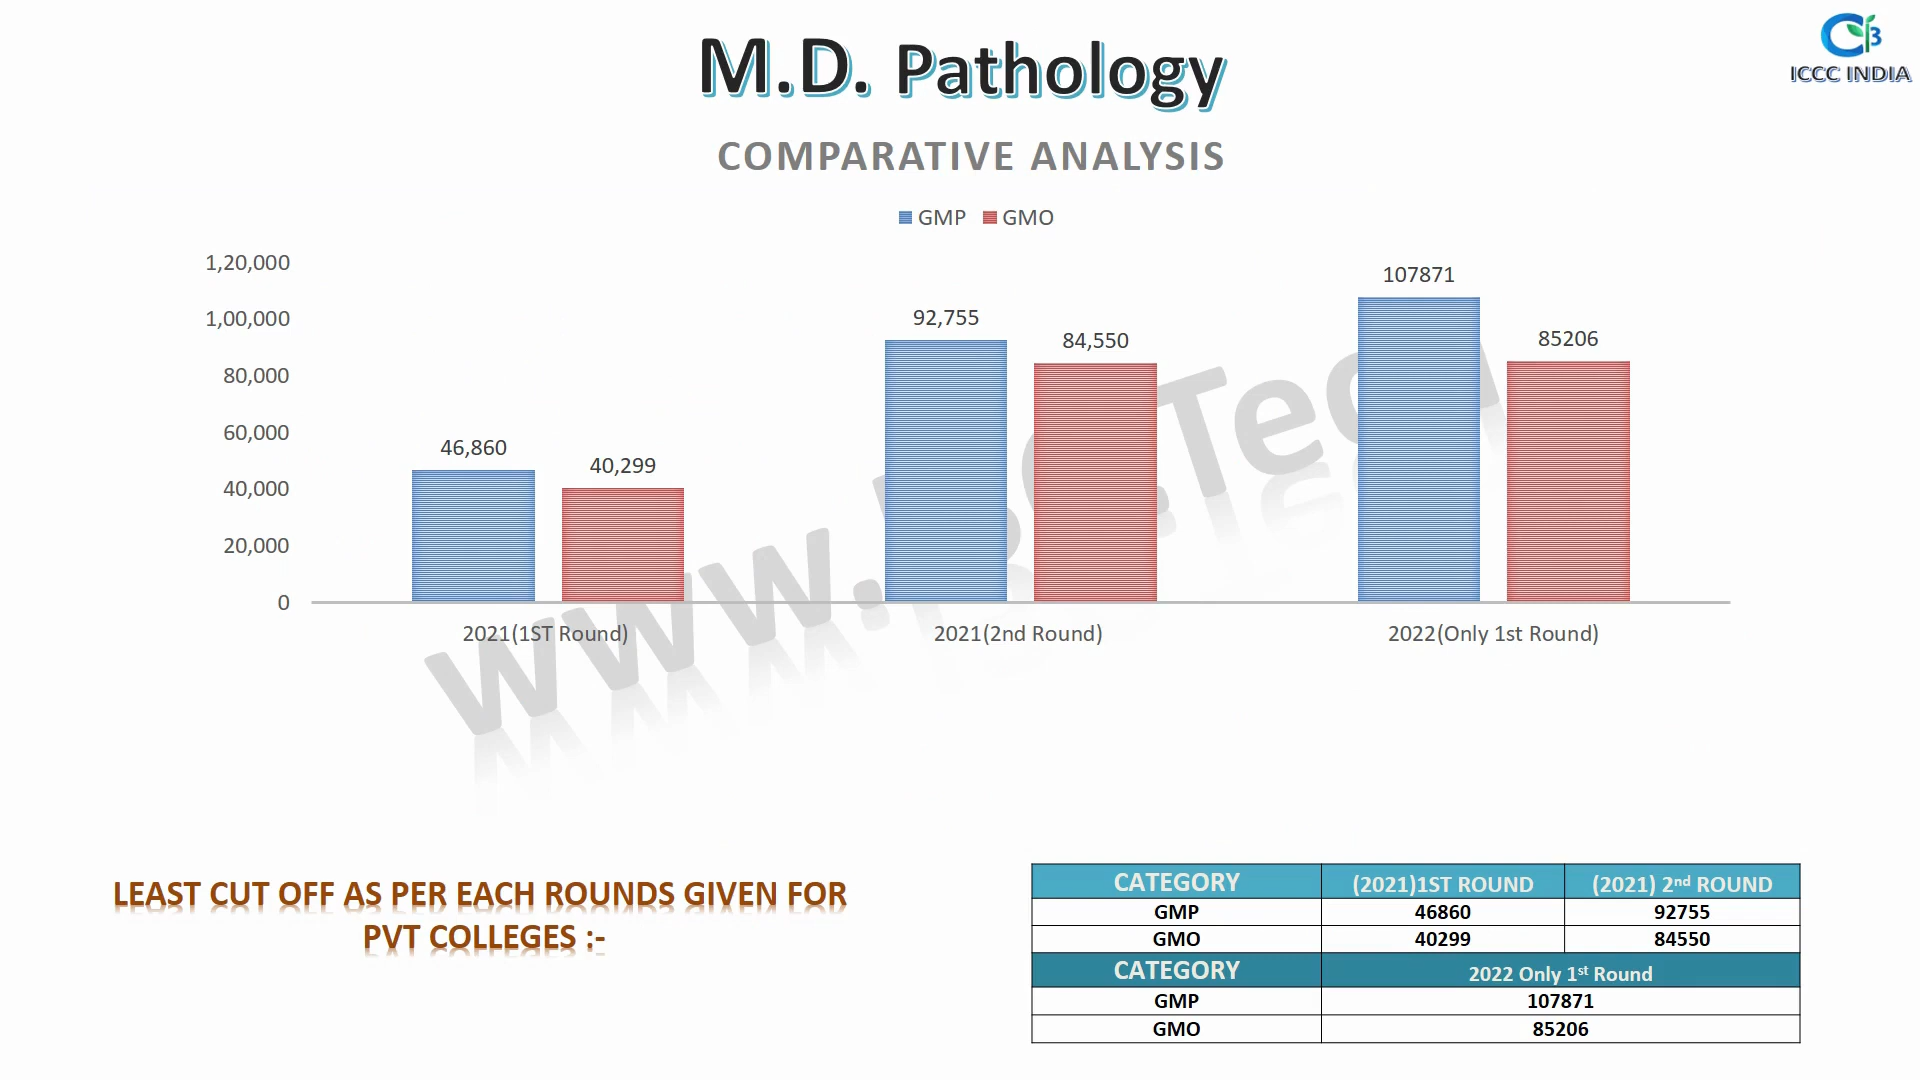 M.D. Pathology
ICCC INDIA
COMPARATIVE ANALYSIS
GMP GMO
1,20,000
1,00,000
80,000
60,000
40,000
20,000
0
46,860
40,299
92,755
84,550
107871
85206
2021(1ST Round)
2021(2nd Round)
2022(Only 1st Round)
LEAST CUT OFF AS PER EACH ROUNDS GIVEN FOR
PVT COLLEGES :-
CATEGORY (2021)1ST ROUND (2021) 2nd ROUND
GMP 46860 92755
GMO 40299 84550
CATEGORY 2022 Only 1st Round
GMP 107871
GMO 85206